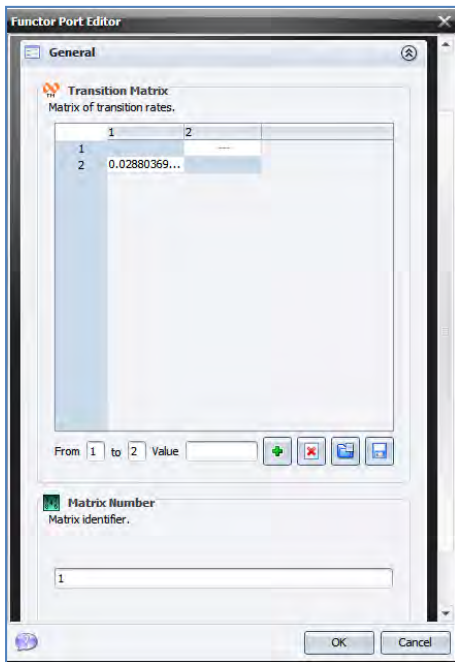 Functor Port Editor
General
Transition Matrix
Matrix of transition rates.
1 2
1 ---
2 0.02880369...
From 1 to 2 Value
Matrix Number
Matrix identifier.
1
OK Cancel